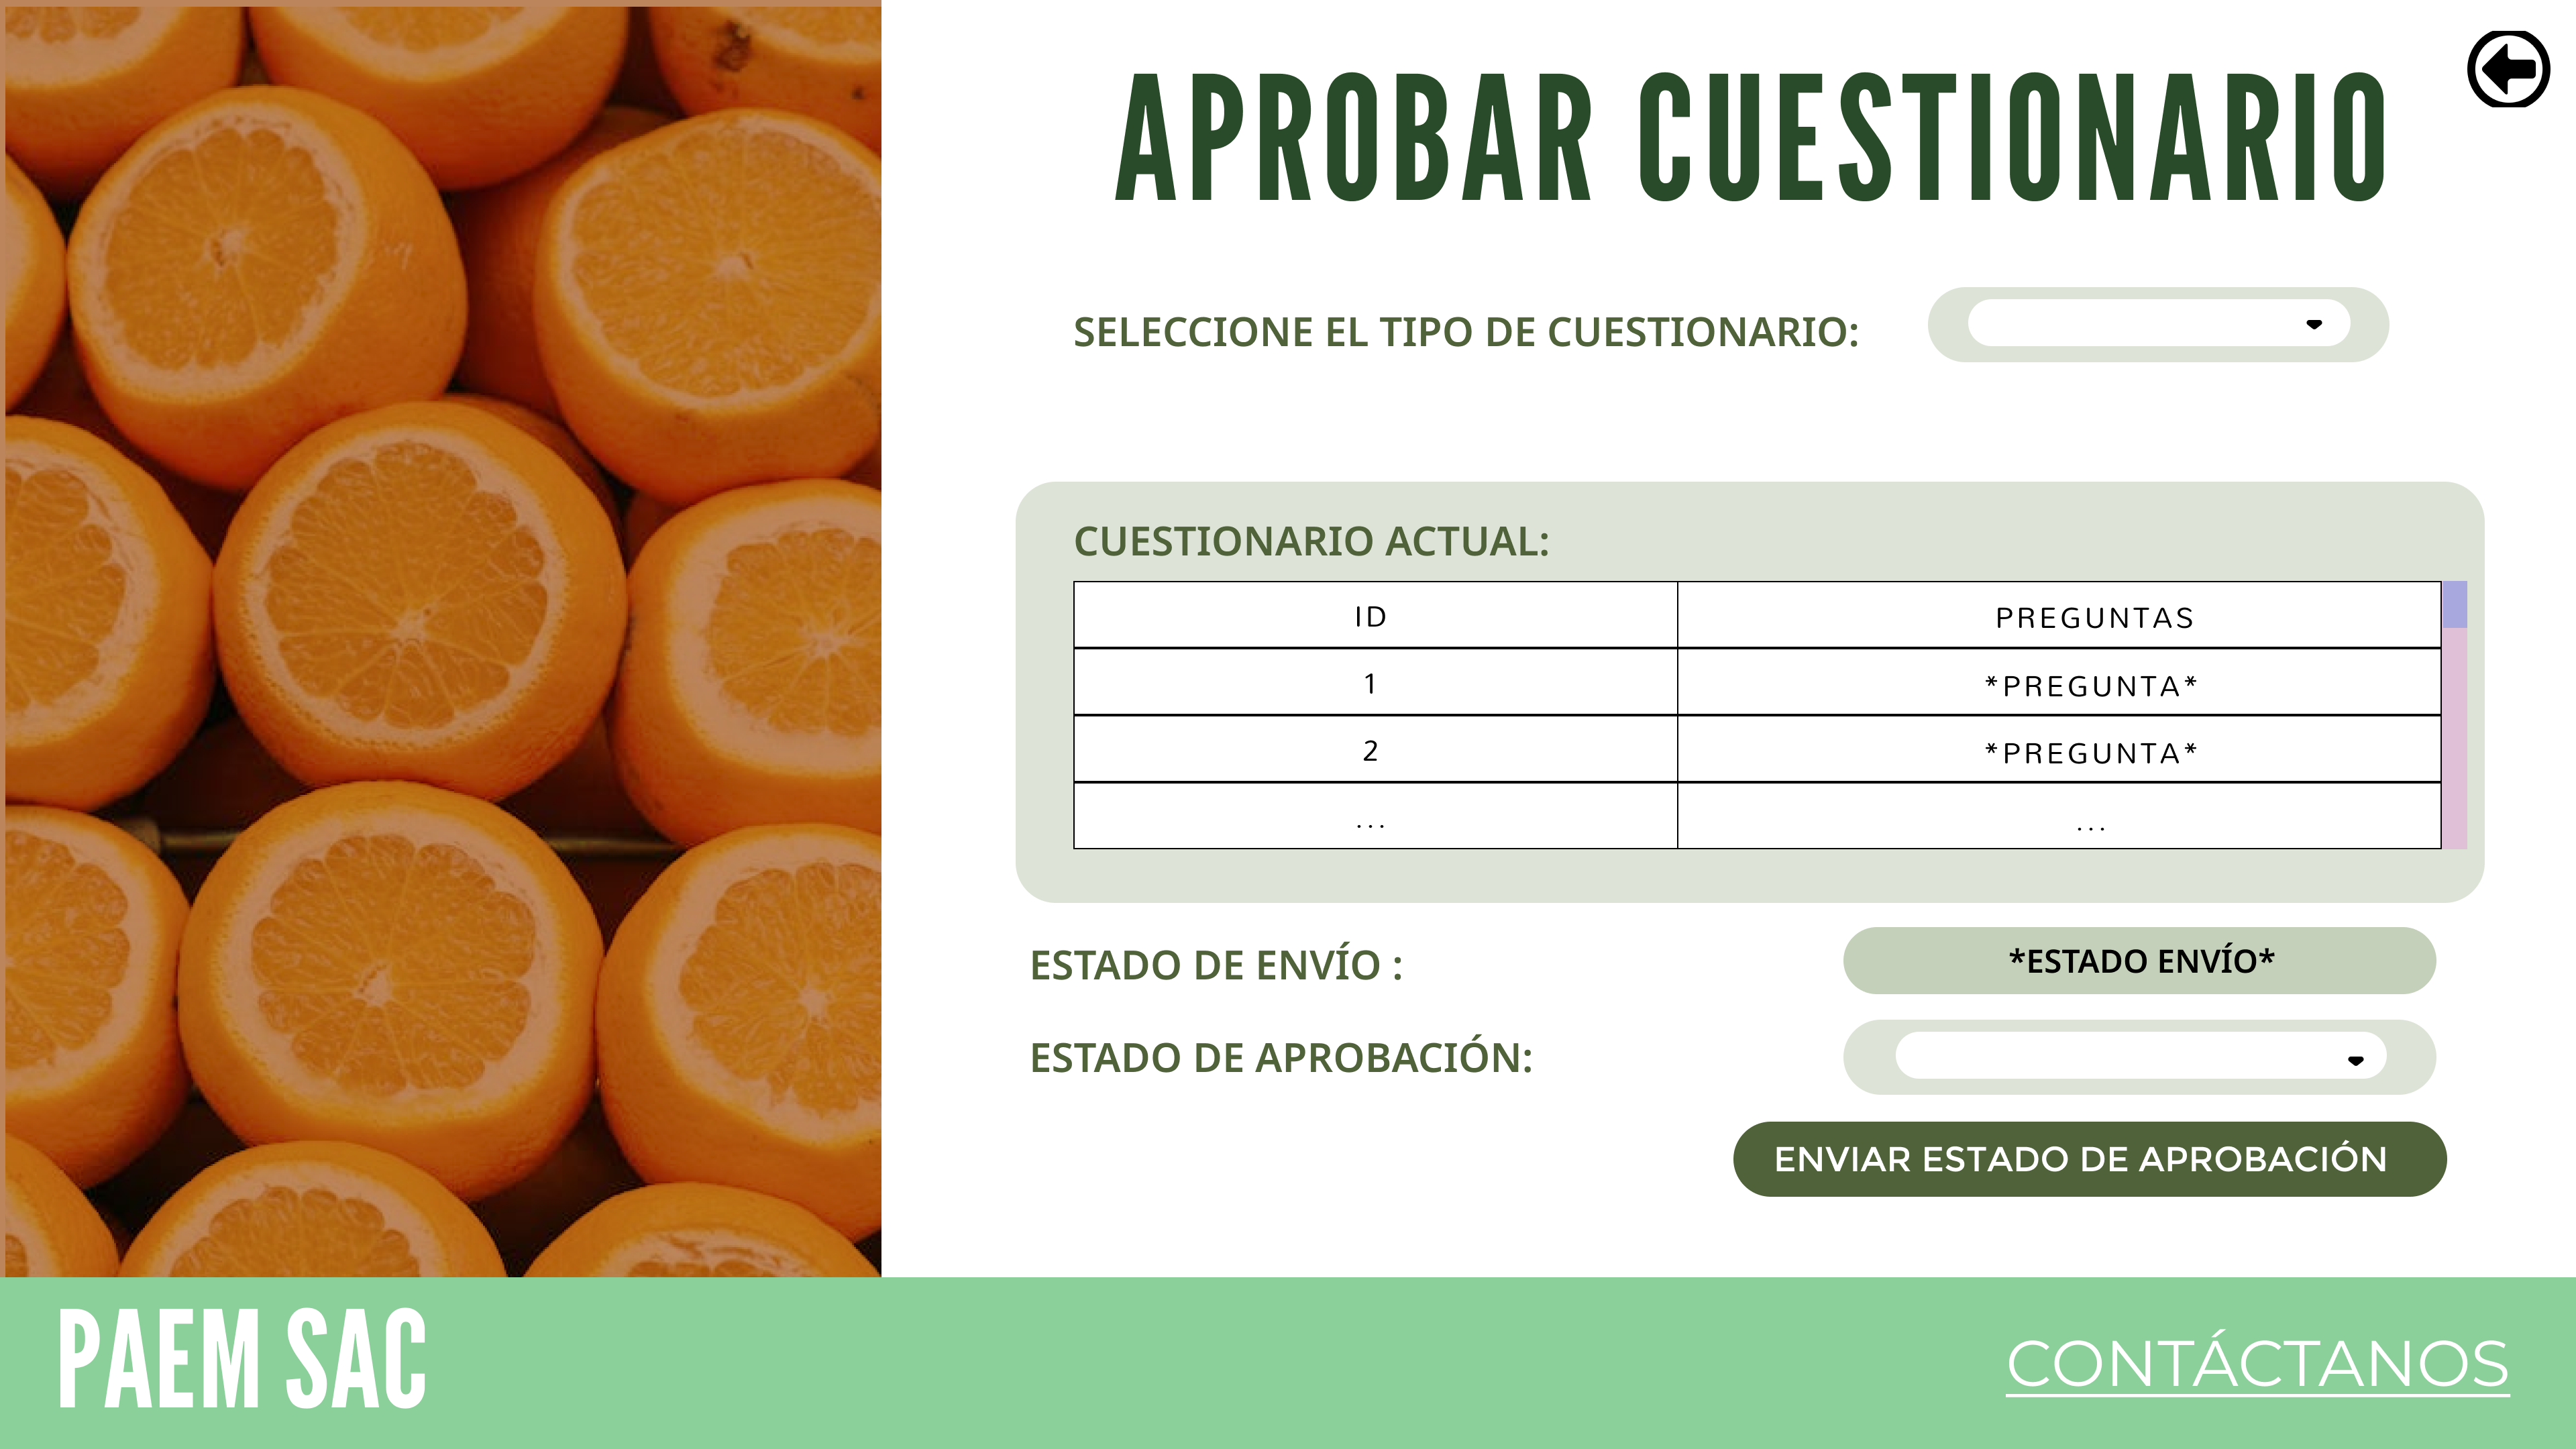 APROBAR CUESTIONARIO
SELECCIONE EL TIPO DE CUESTIONARIO:
CUESTIONARIO ACTUAL:
ID PREGUNTAS
1 *PREGUNTA*
2 *PREGUNTA*
... ...
ESTADO DE ENVÍO : *ESTADO ENVÍO*
ESTADO DE APROBACIÓN:
ENVIAR ESTADO DE APROBACIÓN
PAEM SAC
CONTÁCTANOS